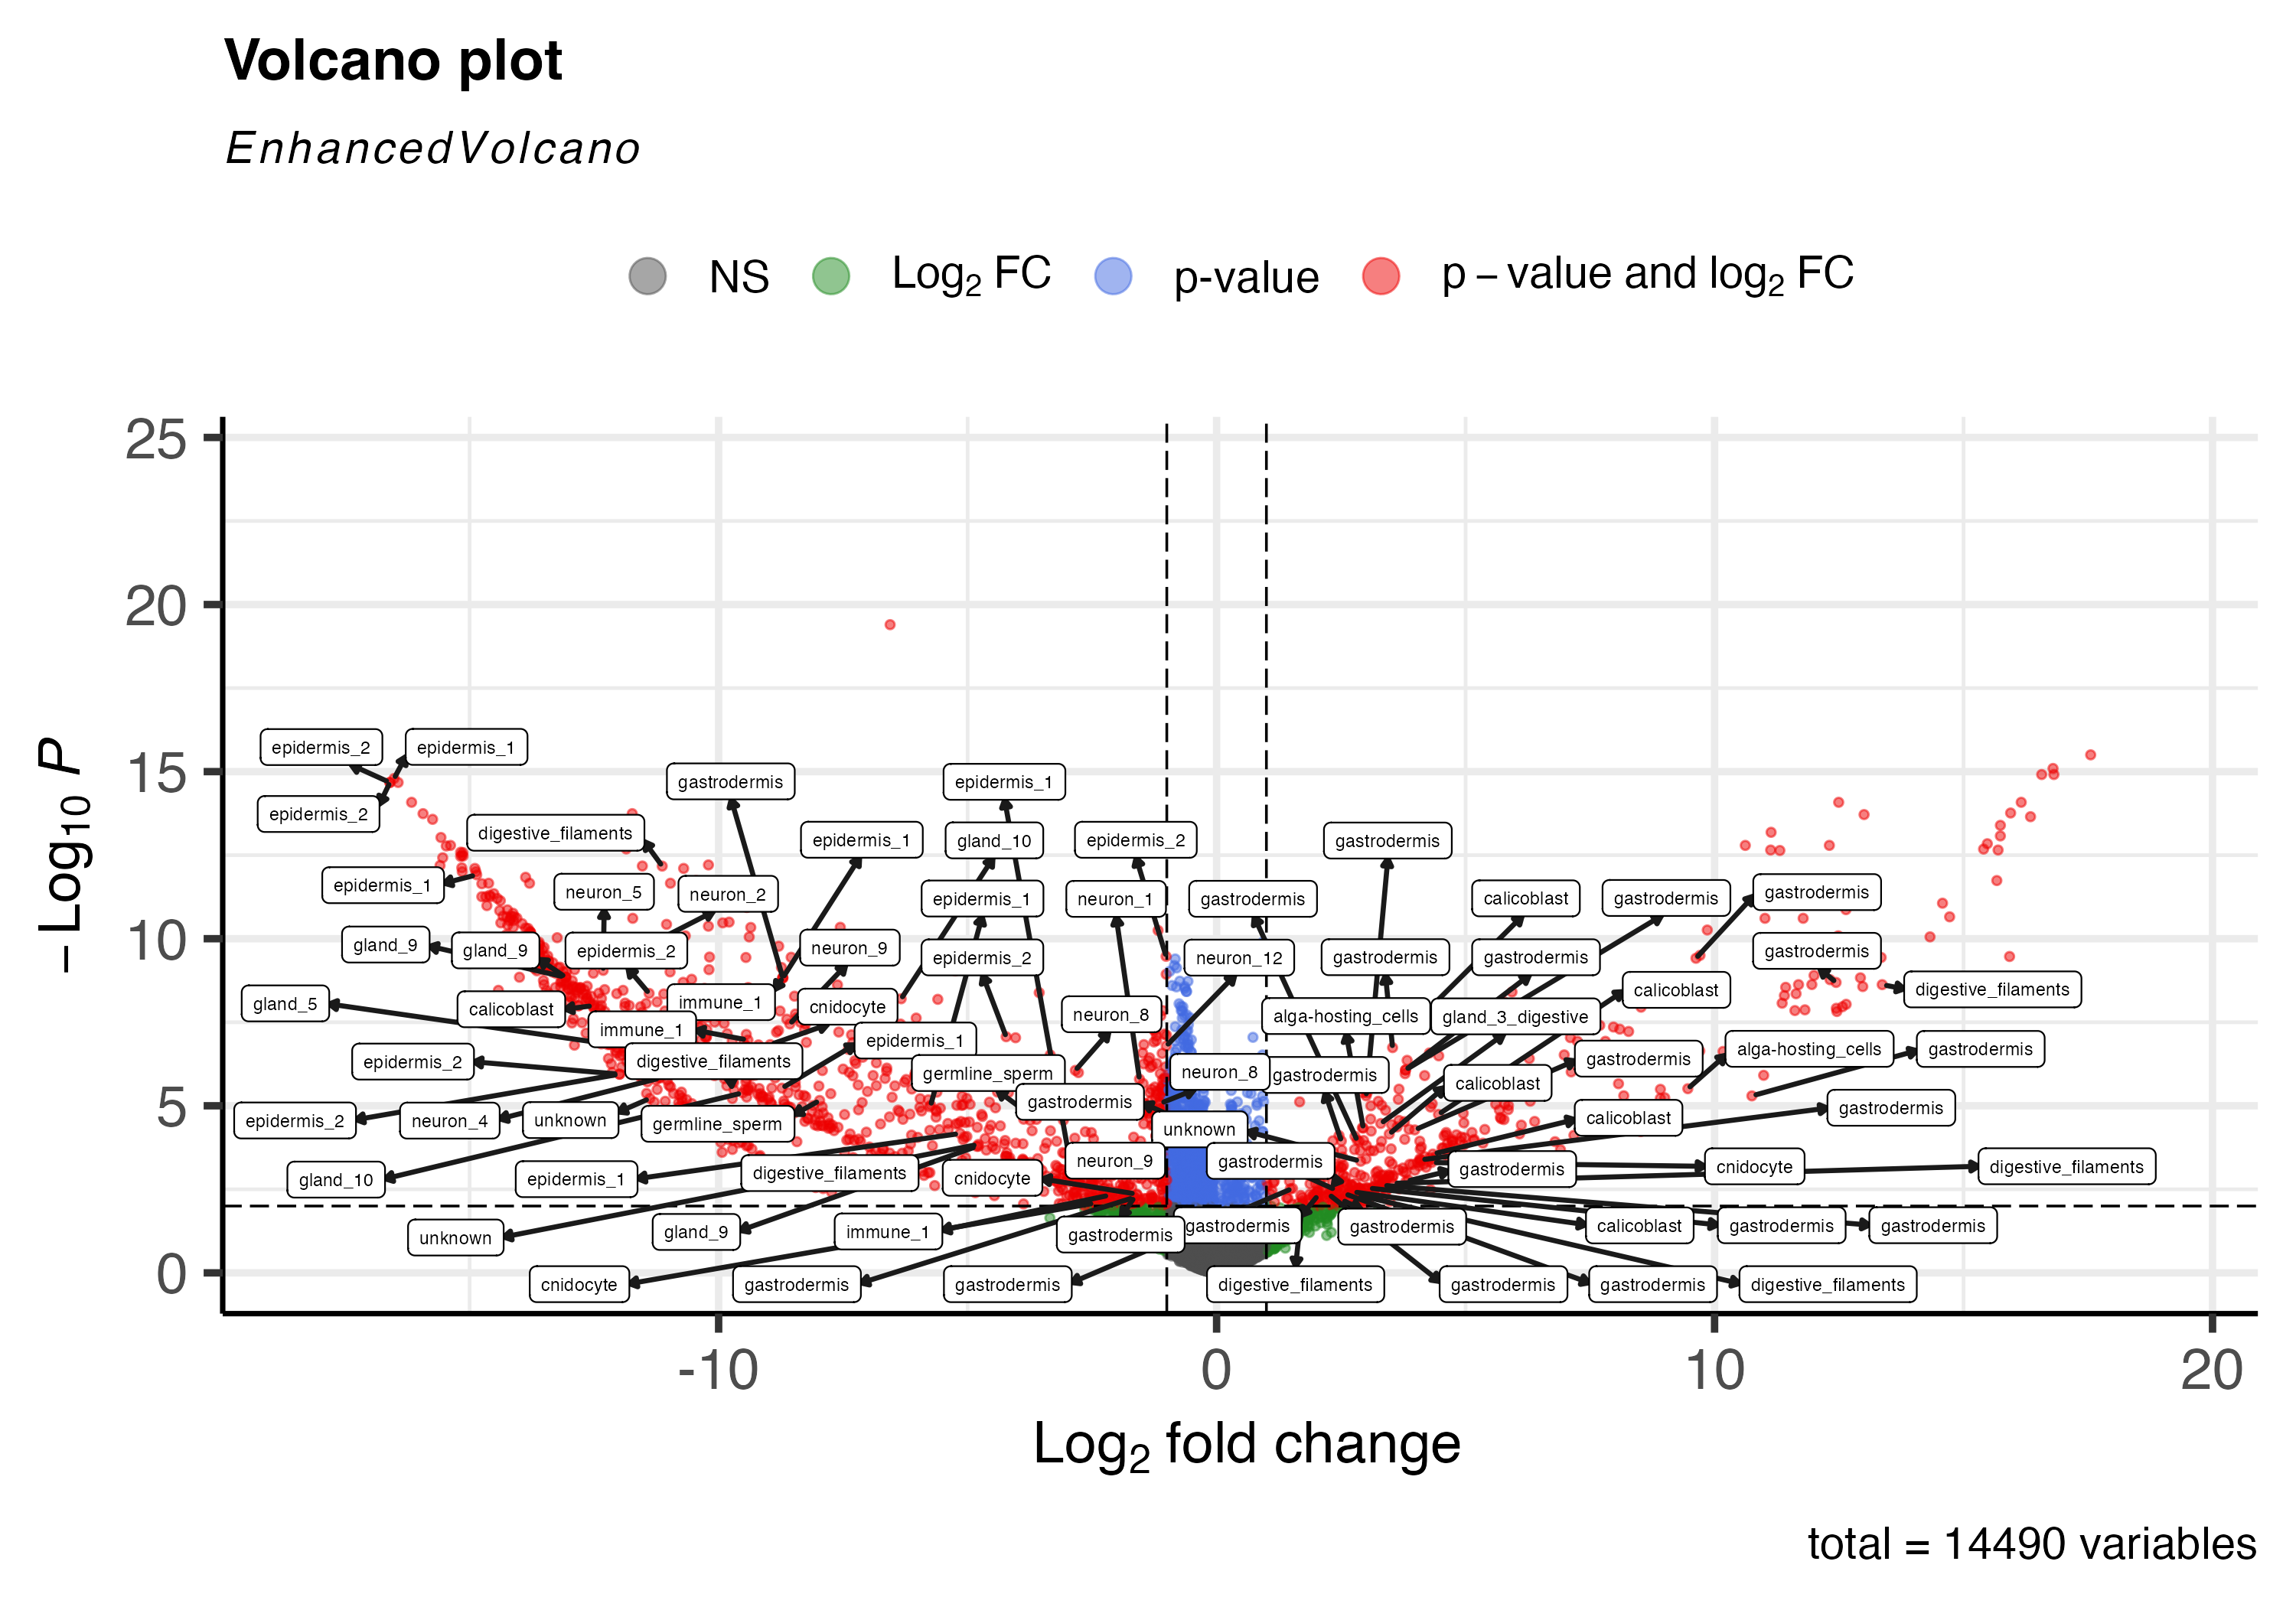 Volcano plot
EnhancedVolcano
NS Log2 FC p-value p − value and log2 FC
− Log10 P
25
20
15
10
5
0
epidermis_2 epidermis_1
gastrodermis epidermis_1
epidermis_2
digestive_filaments epidermis_1 gland_10 epidermis_2 gastrodermis
epidermis_1 neuron_5 neuron_2 epidermis_1 neuron_1 gastrodermis calicoblast gastrodermis gastrodermis
gland_9 gland_9 epidermis_2 neuron_9 epidermis_2 neuron_12 gastrodermis gastrodermis gastrodermis
gland_5 calicoblast immune_1 cnidocyte neuron_8 alga-hosting_cells gland_3_digestive calicoblast digestive_filaments
immune_1 epidermis_1
epidermis_2 digestive_filaments germline_sperm neuron_8 gastrodermis calicoblast gastrodermis alga-hosting_cells gastrodermis
epidermis_2 neuron_4 unknown germline_sperm gastrodermis unknown calicoblast gastrodermis
gland_10 epidermis_1 digestive_filaments cnidocyte neuron_9 gastrodermis gastrodermis cnidocyte digestive_filaments
unknown gland_9 immune_1 gastrodermis gastrodermis gastrodermis calicoblast gastrodermis gastrodermis
cnidocyte gastrodermis gastrodermis digestive_filaments gastrodermis gastrodermis digestive_filaments
-10 0 10 20
Log2 fold change
total = 14490 variables